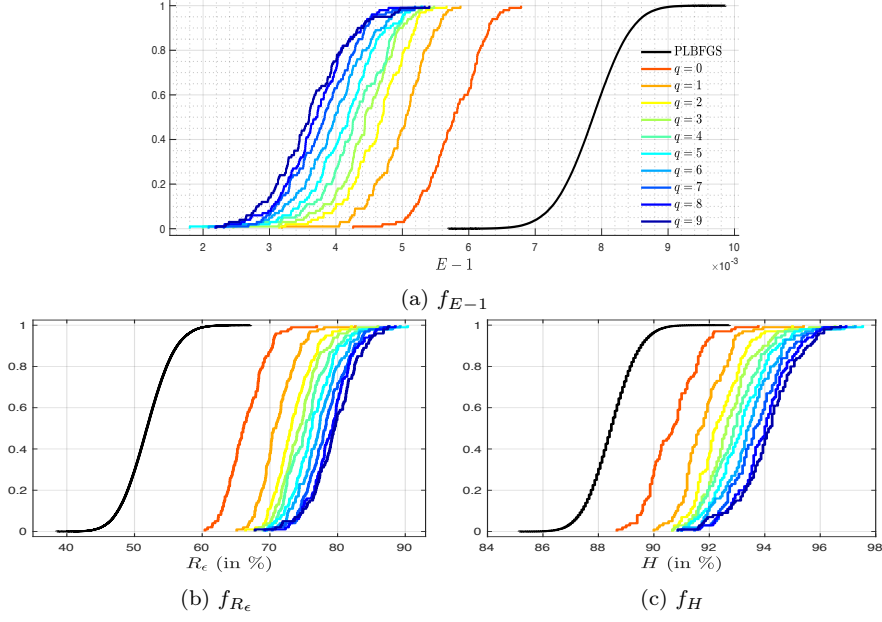 1
0.8
0.6
0.4
0.2
0
PLBFGS
q = 0
q = 1
q = 2
q = 3
q = 4
q = 5
q = 6
q = 7
q = 8
q = 9
2 3 4 5 6 7 8 9 10
E − 1
×10⁻³
(a) f_{E−1}
1
0.8
0.6
0.4
0.2
0
40 50 60 70 80 90
R_ϵ (in %)
(b) f_{R_ϵ}
1
0.8
0.6
0.4
0.2
0
84 86 88 90 92 94 96 98
H (in %)
(c) f_H